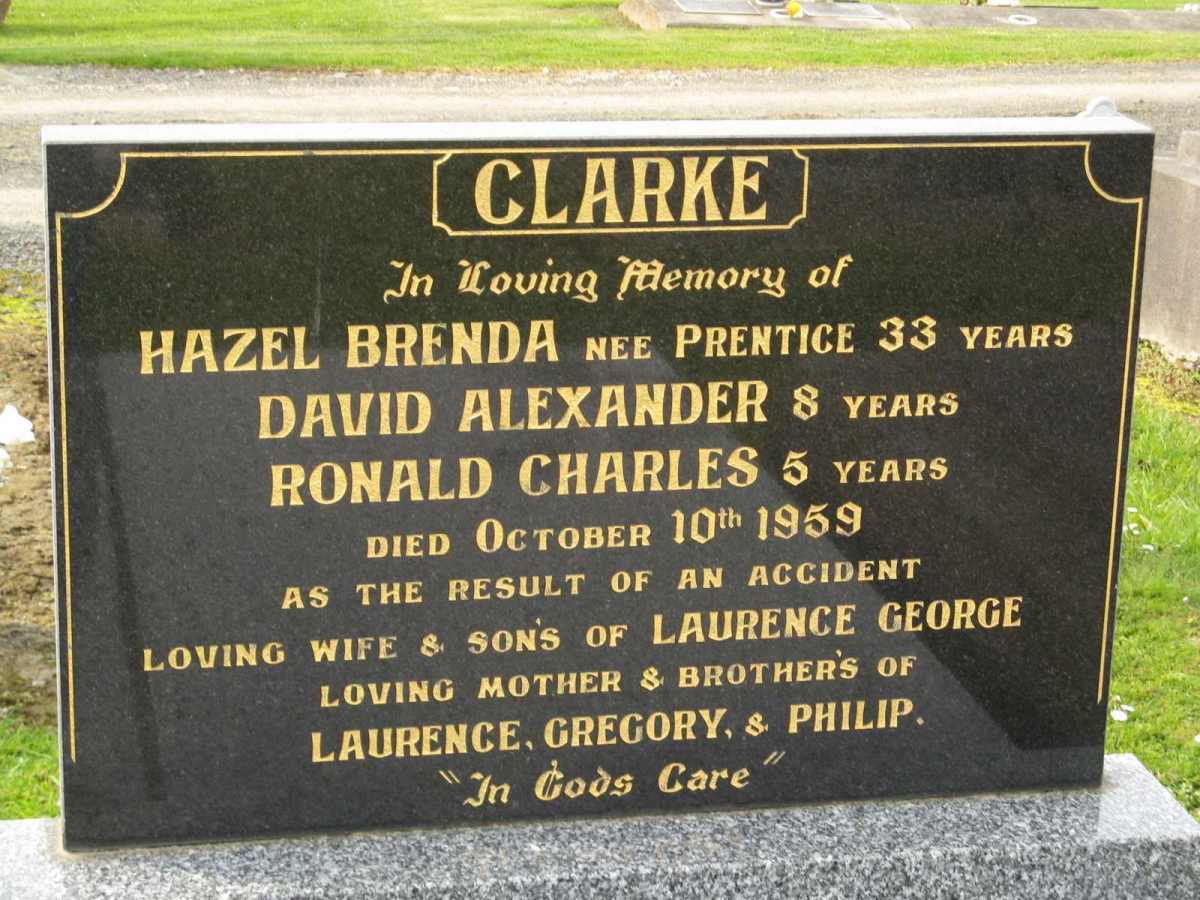 CLARKE
In Loving Memory of
HAZEL BRENDA NEE PRENTICE 33 YEARS
DAVID ALEXANDER 8 YEARS
RONALD CHARLES 5 YEARS
DIED OCTOBER 10th 1959
AS THE RESULT OF AN ACCIDENT
LOVING WIFE & SON'S OF LAURENCE GEORGE
LOVING MOTHER & BROTHER'S OF
LAURENCE, GREGORY, & PHILIP.
"In Gods Care"